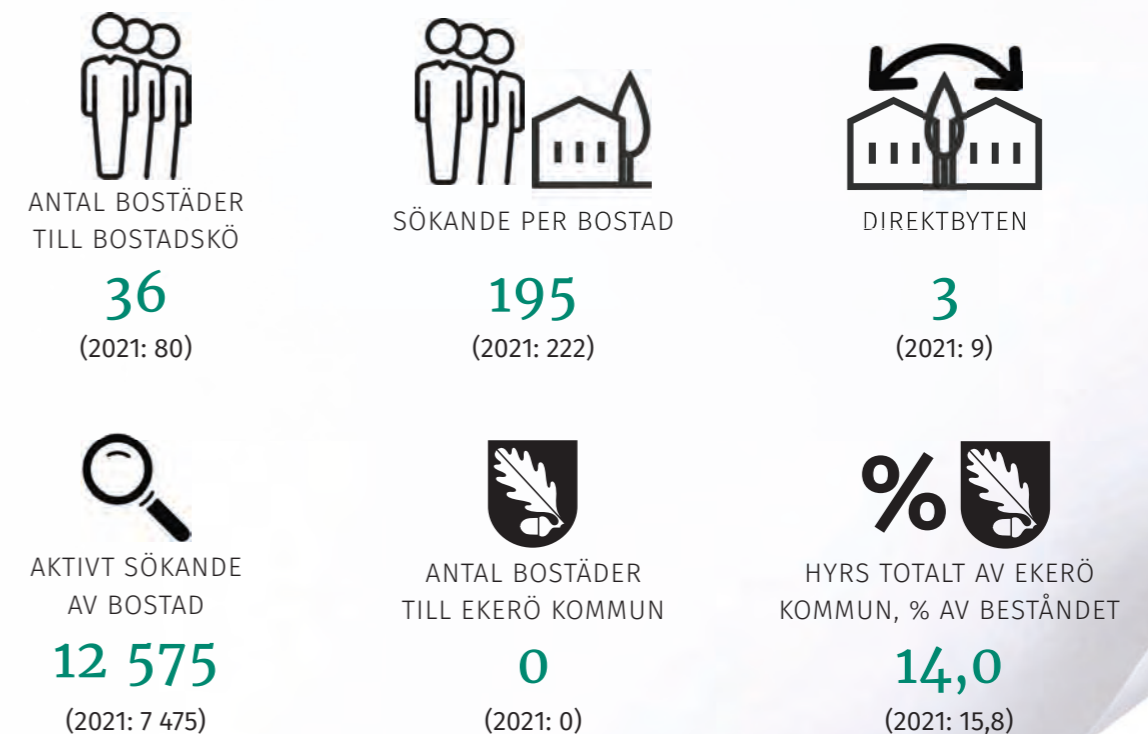 ANTAL BOSTÄDER
TILL BOSTADSKÖ
36
(2021: 80)
SÖKANDE PER BOSTAD
195
(2021: 222)
DIREKTBYTEN
3
(2021: 9)
AKTIVT SÖKANDE
AV BOSTAD
12 575
(2021: 7 475)
ANTAL BOSTÄDER
TILL EKERÖ KOMMUN
0
(2021: 0)
%
HYRS TOTALT AV EKERÖ
KOMMUN, % AV BESTÅNDET
14,0
(2021: 15,8)